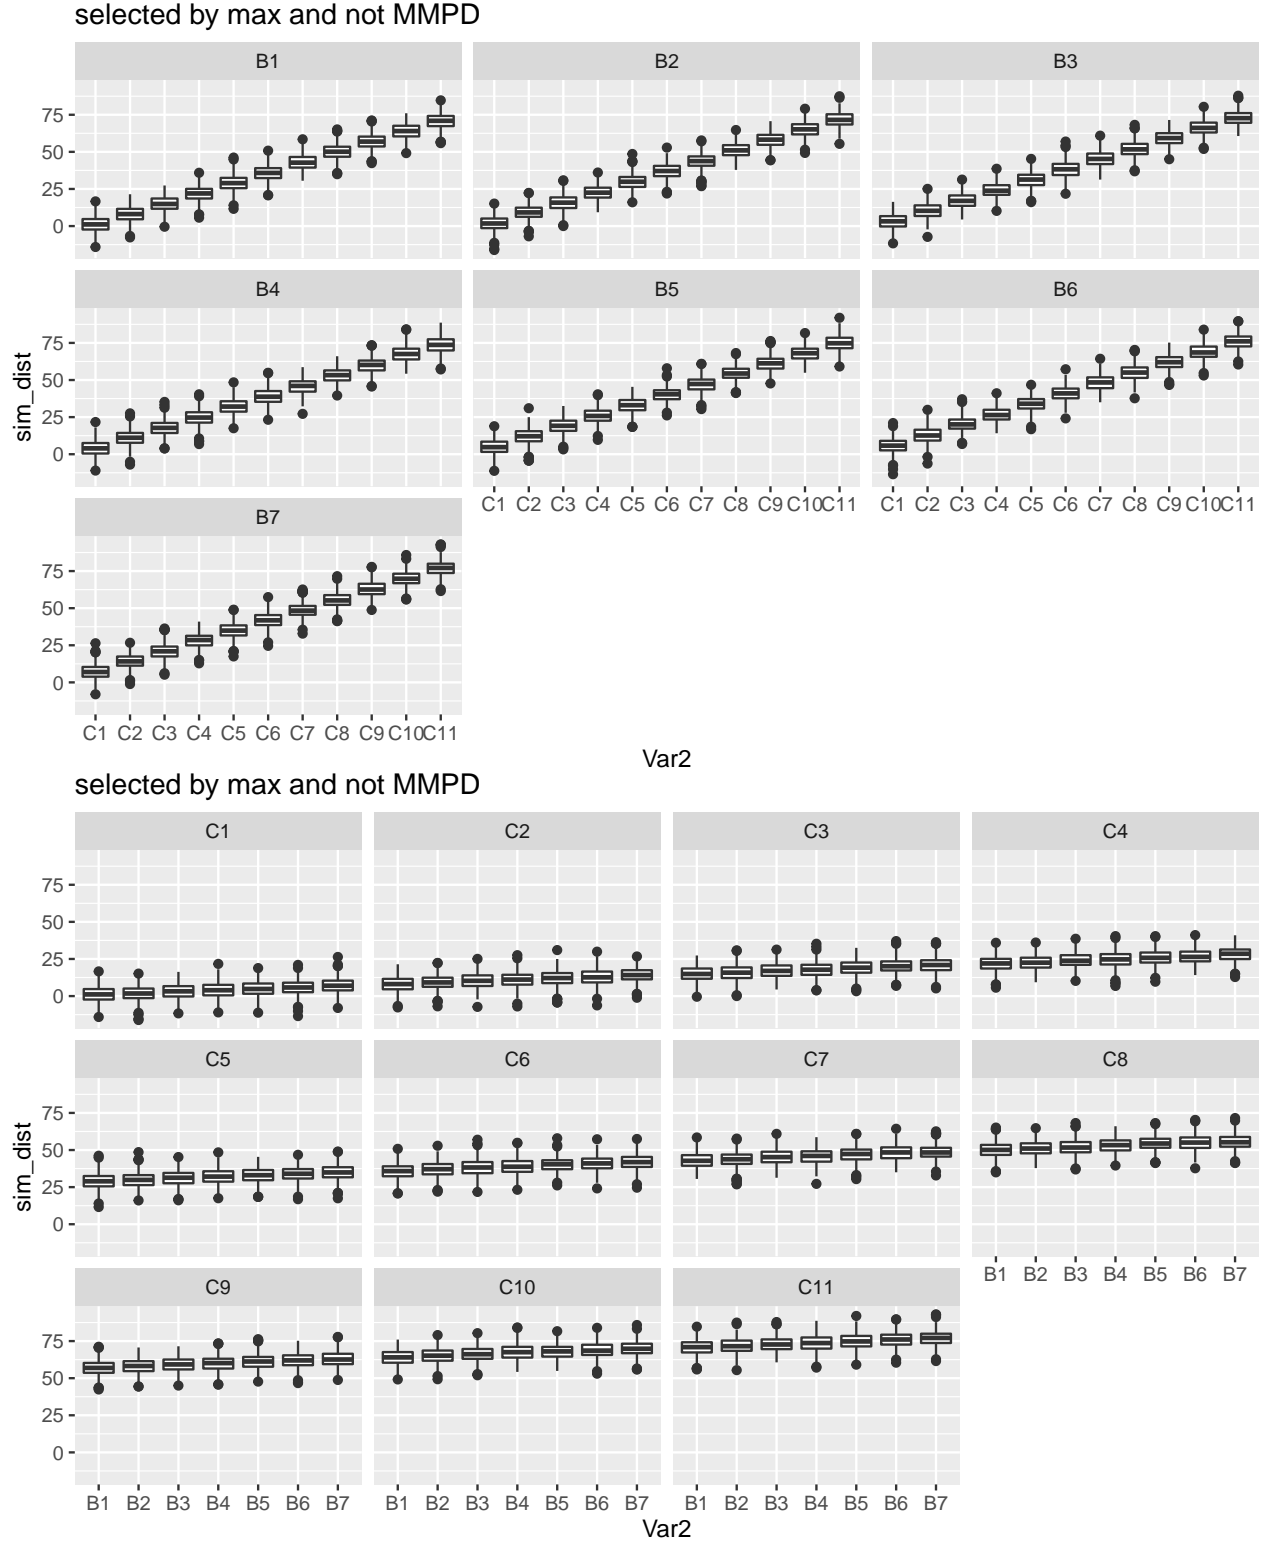 selected by max and not MMPD
B1 B2 B3
75
50
25
0
B4 B5 B6
75
50
25
0
sim_dist
C1 C2 C3 C4 C5 C6 C7 C8 C9 C10 C11 C1 C2 C3 C4 C5 C6 C7 C8 C9 C10 C11
B7
75
50
25
0
C1 C2 C3 C4 C5 C6 C7 C8 C9 C10 C11
Var2
selected by max and not MMPD
C1 C2 C3 C4
75
50
25
0
C5 C6 C7 C8
75
50
25
0
sim_dist
B1 B2 B3 B4 B5 B6 B7
C9 C10 C11
75
50
25
0
B1 B2 B3 B4 B5 B6 B7 B1 B2 B3 B4 B5 B6 B7 B1 B2 B3 B4 B5 B6 B7
Var2